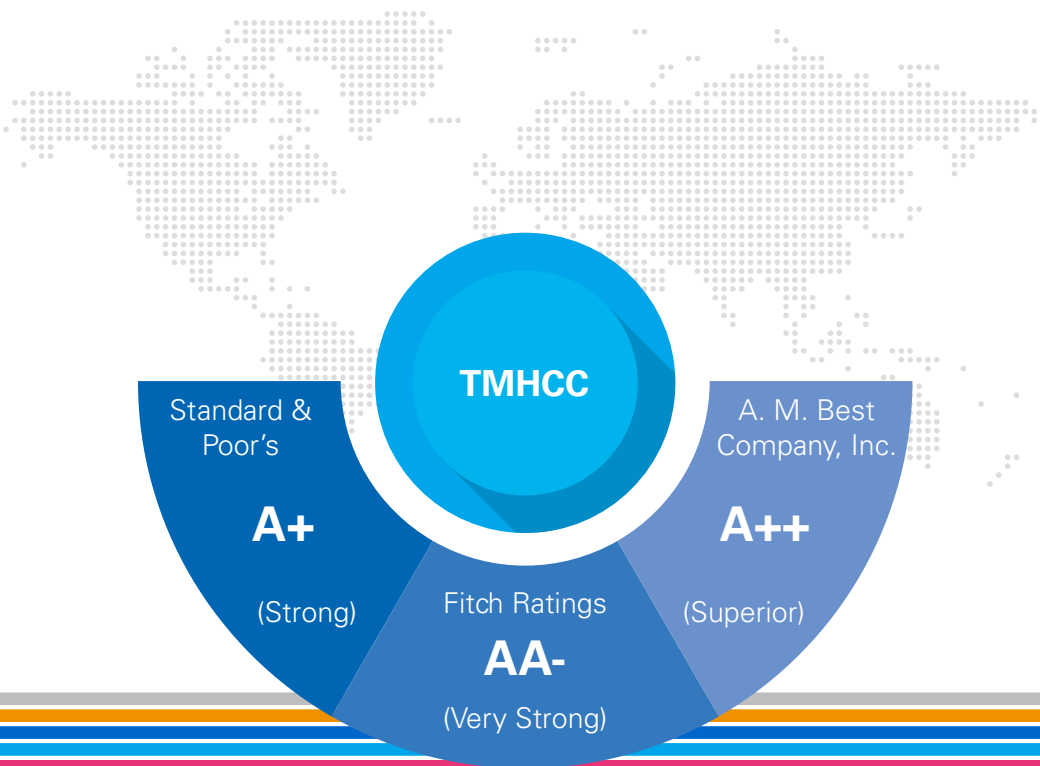 TMHCC
Standard &
Poor's
A+
(Strong)
Fitch Ratings
AA-
(Very Strong)
A. M. Best
Company, Inc.
A++
(Superior)